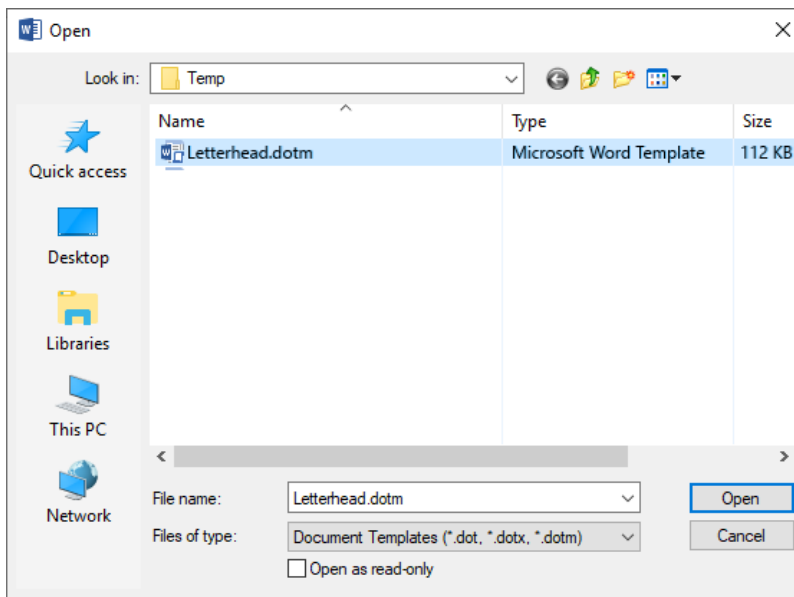 Open
Look in: Temp
Name Type Size
Letterhead.dotm Microsoft Word Template 112 KB
Quick access
Desktop
Libraries
This PC
Network
File name: Letterhead.dotm Open
Files of type: Document Templates (*.dot, *.dotx, *.dotm) Cancel
Open as read-only